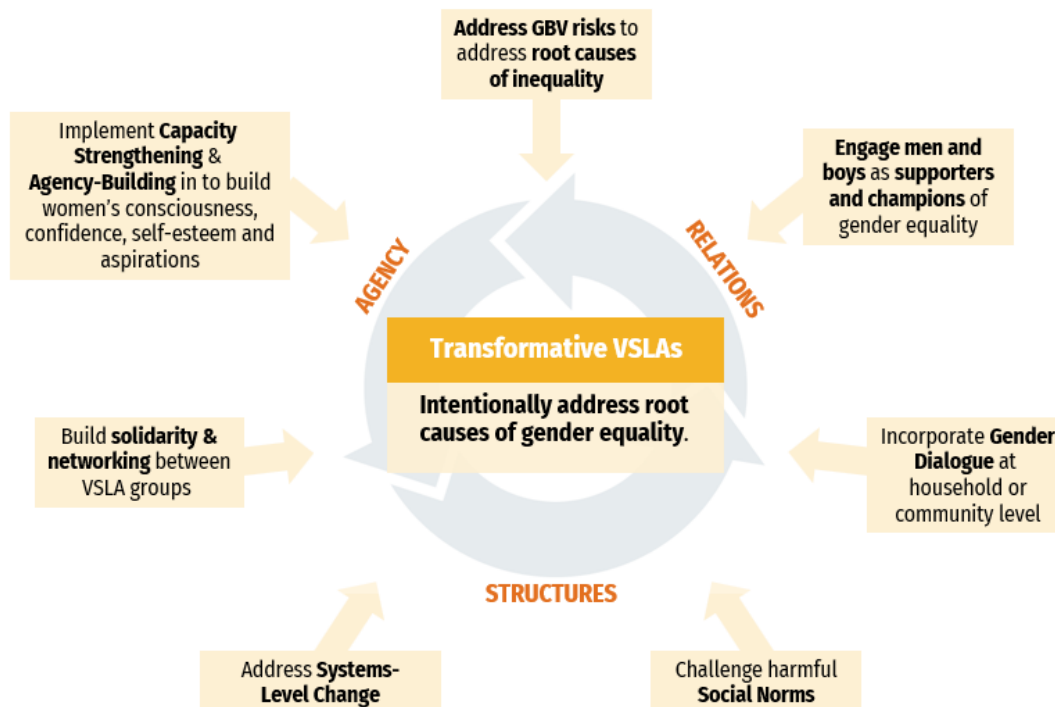 Address GBV risks to
address root causes
of inequality
Implement Capacity
Strengthening &
Agency-Building in to build
women's consciousness,
confidence, self-esteem and
aspirations
Engage men and
boys as supporters
and champions of
gender equality
AGENCY
RELATIONS
Transformative VSLAs
Intentionally address root
causes of gender equality.
Build solidarity &
networking between
VSLA groups
Incorporate Gender
Dialogue at
household or
community level
STRUCTURES
Address Systems-
Level Change
Challenge harmful
Social Norms